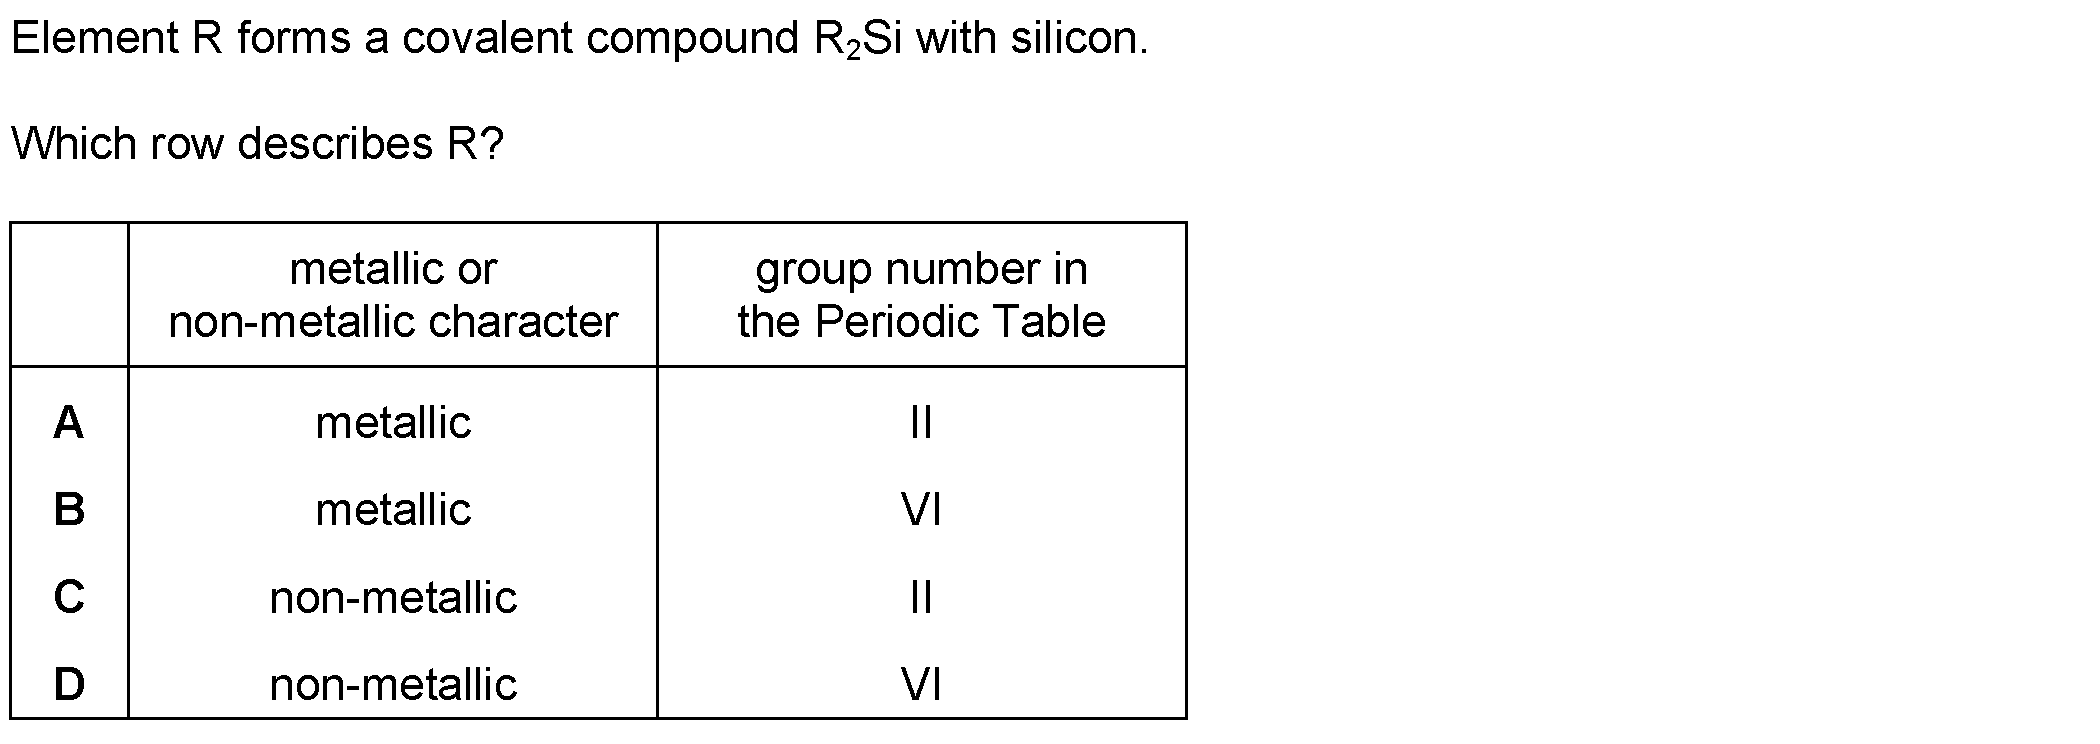 Element R forms a covalent compound R₂Si with silicon.
Which row describes R?
metallic or
non-metallic character
group number in
the Periodic Table
A metallic II
B metallic VI
C non-metallic II
D non-metallic VI